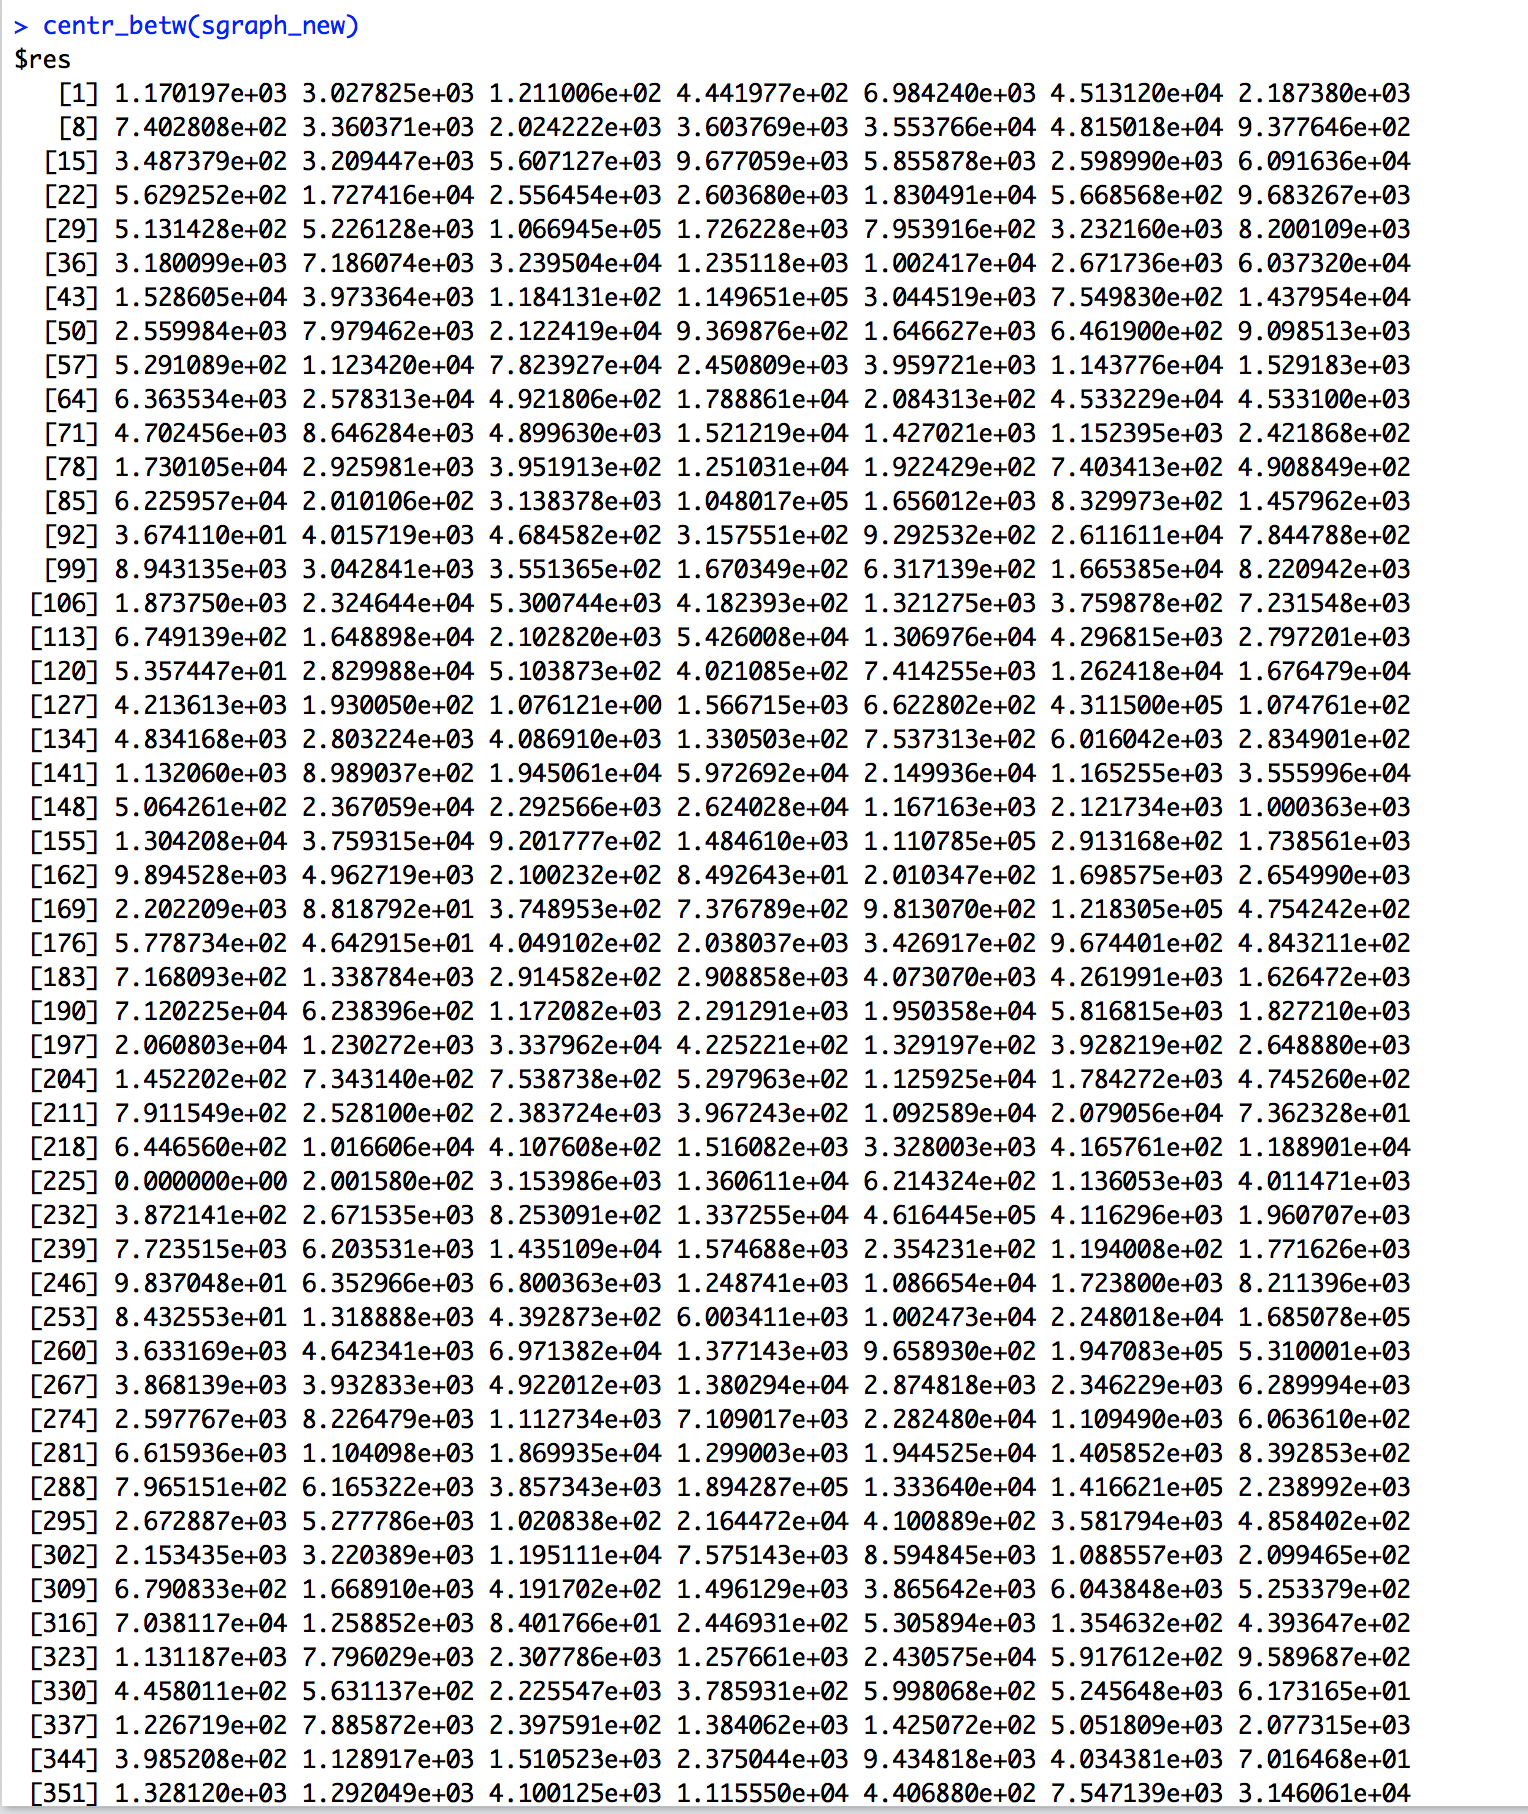 > centr_betw(sgraph_new)
$res
[1] 1.170197e+03 3.027825e+03 1.211006e+02 4.441977e+02 6.984240e+03 4.513120e+04 2.187380e+03
[8] 7.402808e+02 3.360371e+03 2.024222e+03 3.603769e+03 3.553766e+04 4.815018e+04 9.377646e+02
[15] 3.487379e+02 3.209447e+03 5.607127e+03 9.677059e+03 5.855878e+03 2.598990e+03 6.091636e+04
[22] 5.629252e+02 1.727416e+04 2.556454e+03 2.603680e+03 1.830491e+04 5.668568e+02 9.683267e+03
[29] 5.131428e+02 5.226128e+03 1.066945e+05 1.726228e+03 7.953916e+02 3.232160e+03 8.200109e+03
[36] 3.180099e+03 7.186074e+03 3.239504e+04 1.235118e+03 1.002417e+04 2.671736e+03 6.037320e+04
[43] 1.528605e+04 3.973364e+03 1.184131e+02 1.149651e+05 3.044519e+03 7.549830e+02 1.437954e+04
[50] 2.559984e+03 7.979462e+03 2.122419e+04 9.369876e+02 1.646627e+03 6.461900e+02 9.098513e+03
[57] 5.291089e+02 1.123420e+04 7.823927e+04 2.450809e+03 3.959721e+03 1.143776e+04 1.529183e+03
[64] 6.363534e+03 2.578313e+04 4.921806e+02 1.788861e+04 2.084313e+02 4.533229e+04 4.533100e+03
[71] 4.702456e+03 8.646284e+03 4.899630e+03 1.521219e+04 1.427021e+03 1.152395e+03 2.421868e+02
[78] 1.730105e+04 2.925981e+03 3.951913e+02 1.251031e+04 1.922429e+02 7.403413e+02 4.908849e+02
[85] 6.225957e+04 2.010106e+02 3.138378e+03 1.048017e+05 1.656012e+03 8.329973e+02 1.457962e+03
[92] 3.674110e+01 4.015719e+03 4.684582e+02 3.157551e+02 9.292532e+02 2.611611e+04 7.844788e+02
[99] 8.943135e+03 3.042841e+03 3.551365e+02 1.670349e+02 6.317139e+02 1.665385e+04 8.220942e+03
[106] 1.873750e+03 2.324644e+04 5.300744e+03 4.182393e+02 1.321275e+03 3.759878e+02 7.231548e+03
[113] 6.749139e+02 1.648898e+04 2.102820e+03 5.426008e+04 1.306976e+04 4.296815e+03 2.797201e+03
[120] 5.357447e+01 2.829988e+04 5.103873e+02 4.021085e+02 7.414255e+03 1.262418e+04 1.676479e+04
[127] 4.213613e+03 1.930050e+02 1.076121e+00 1.566715e+03 6.622802e+02 4.311500e+05 1.074761e+02
[134] 4.834168e+03 2.803224e+03 4.086910e+03 1.330503e+02 7.537313e+02 6.016042e+03 2.834901e+02
[141] 1.132060e+03 8.989037e+02 1.945061e+04 5.972692e+04 2.149936e+04 1.165255e+03 3.555996e+04
[148] 5.064261e+02 2.367059e+04 2.292566e+03 2.624028e+04 1.167163e+03 2.121734e+03 1.000363e+03
[155] 1.304208e+04 3.759315e+04 9.201777e+02 1.484610e+03 1.110785e+05 2.913168e+02 1.738561e+03
[162] 9.894528e+03 4.962719e+03 2.100232e+02 8.492643e+01 2.010347e+02 1.698575e+03 2.654990e+03
[169] 2.202209e+03 8.818792e+01 3.748953e+02 7.376789e+02 9.813070e+02 1.218305e+05 4.754242e+02
[176] 5.778734e+02 4.642915e+01 4.049102e+02 2.038037e+03 3.426917e+02 9.674401e+02 4.843211e+02
[183] 7.168093e+02 1.338784e+03 2.914582e+02 2.908858e+03 4.073070e+03 4.261991e+03 1.626472e+03
[190] 7.120225e+04 6.238396e+02 1.172082e+03 2.291291e+03 1.950358e+04 5.816815e+03 1.827210e+03
[197] 2.060803e+04 1.230272e+03 3.337962e+04 4.225221e+02 1.329197e+02 3.928219e+02 2.648880e+03
[204] 1.452202e+02 7.343140e+02 7.538738e+02 5.297963e+02 1.125925e+04 1.784272e+03 4.745260e+02
[211] 7.911549e+02 2.528100e+02 2.383724e+03 3.967243e+02 1.092589e+04 2.079056e+04 7.362328e+01
[218] 6.446560e+02 1.016606e+04 4.107608e+02 1.516082e+03 3.328003e+03 4.165761e+02 1.188901e+04
[225] 0.000000e+00 2.001580e+02 3.153986e+03 1.360611e+04 6.214324e+02 1.136053e+03 4.011471e+03
[232] 3.872141e+02 2.671535e+03 8.253091e+02 1.337255e+04 4.616445e+05 4.116296e+03 1.960707e+03
[239] 7.723515e+03 6.203531e+03 1.435109e+04 1.574688e+03 2.354231e+02 1.194008e+02 1.771626e+03
[246] 9.837048e+01 6.352966e+03 6.800363e+03 1.248741e+03 1.086654e+04 1.723800e+03 8.211396e+03
[253] 8.432553e+01 1.318888e+03 4.392873e+02 6.003411e+03 1.002473e+04 2.248018e+04 1.685078e+05
[260] 3.633169e+03 4.642341e+03 6.971382e+04 1.377143e+03 9.658930e+02 1.947083e+05 5.310001e+03
[267] 3.868139e+03 3.932833e+03 4.922012e+03 1.380294e+04 2.874818e+03 2.346229e+03 6.289994e+03
[274] 2.597767e+03 8.226479e+03 1.112734e+03 7.109017e+03 2.282480e+04 1.109490e+03 6.063610e+02
[281] 6.615936e+03 1.104098e+03 1.869935e+04 1.299003e+03 1.944525e+04 1.405852e+03 8.392853e+02
[288] 7.965151e+02 6.165322e+03 3.857343e+03 1.894287e+05 1.333640e+04 1.416621e+05 2.238992e+03
[295] 2.672887e+03 5.277786e+03 1.020838e+02 2.164472e+04 4.100889e+02 3.581794e+03 4.858402e+02
[302] 2.153435e+03 3.220389e+03 1.195111e+04 7.575143e+03 8.594845e+03 1.088557e+03 2.099465e+02
[309] 6.790833e+02 1.668910e+03 4.191702e+02 1.496129e+03 3.865642e+03 6.043848e+03 5.253379e+02
[316] 7.038117e+04 1.258852e+03 8.401766e+01 2.446931e+02 5.305894e+03 1.354632e+02 4.393647e+02
[323] 1.131187e+03 7.796029e+03 2.307786e+03 1.257661e+03 2.430575e+04 5.917612e+02 9.589687e+02
[330] 4.458011e+02 5.631137e+02 2.225547e+03 3.785931e+02 5.998068e+02 5.245648e+03 6.173165e+01
[337] 1.226719e+02 7.885872e+03 2.397591e+02 1.384062e+03 1.425072e+02 5.051809e+03 2.077315e+03
[344] 3.985208e+02 1.128917e+03 1.510523e+03 2.375044e+03 9.434818e+03 4.034381e+03 7.016468e+01
[351] 1.328120e+03 1.292049e+03 4.100125e+03 1.115550e+04 4.406880e+02 7.547139e+03 3.146061e+04